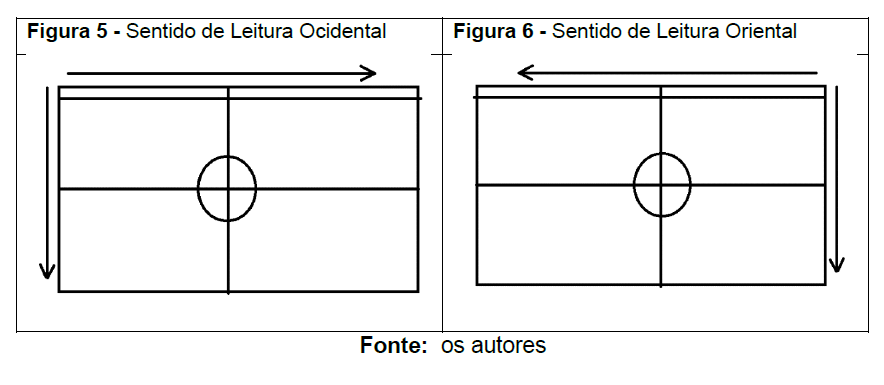 Figura 5 - Sentido de Leitura Ocidental
Figura 6 - Sentido de Leitura Oriental
Fonte: os autores